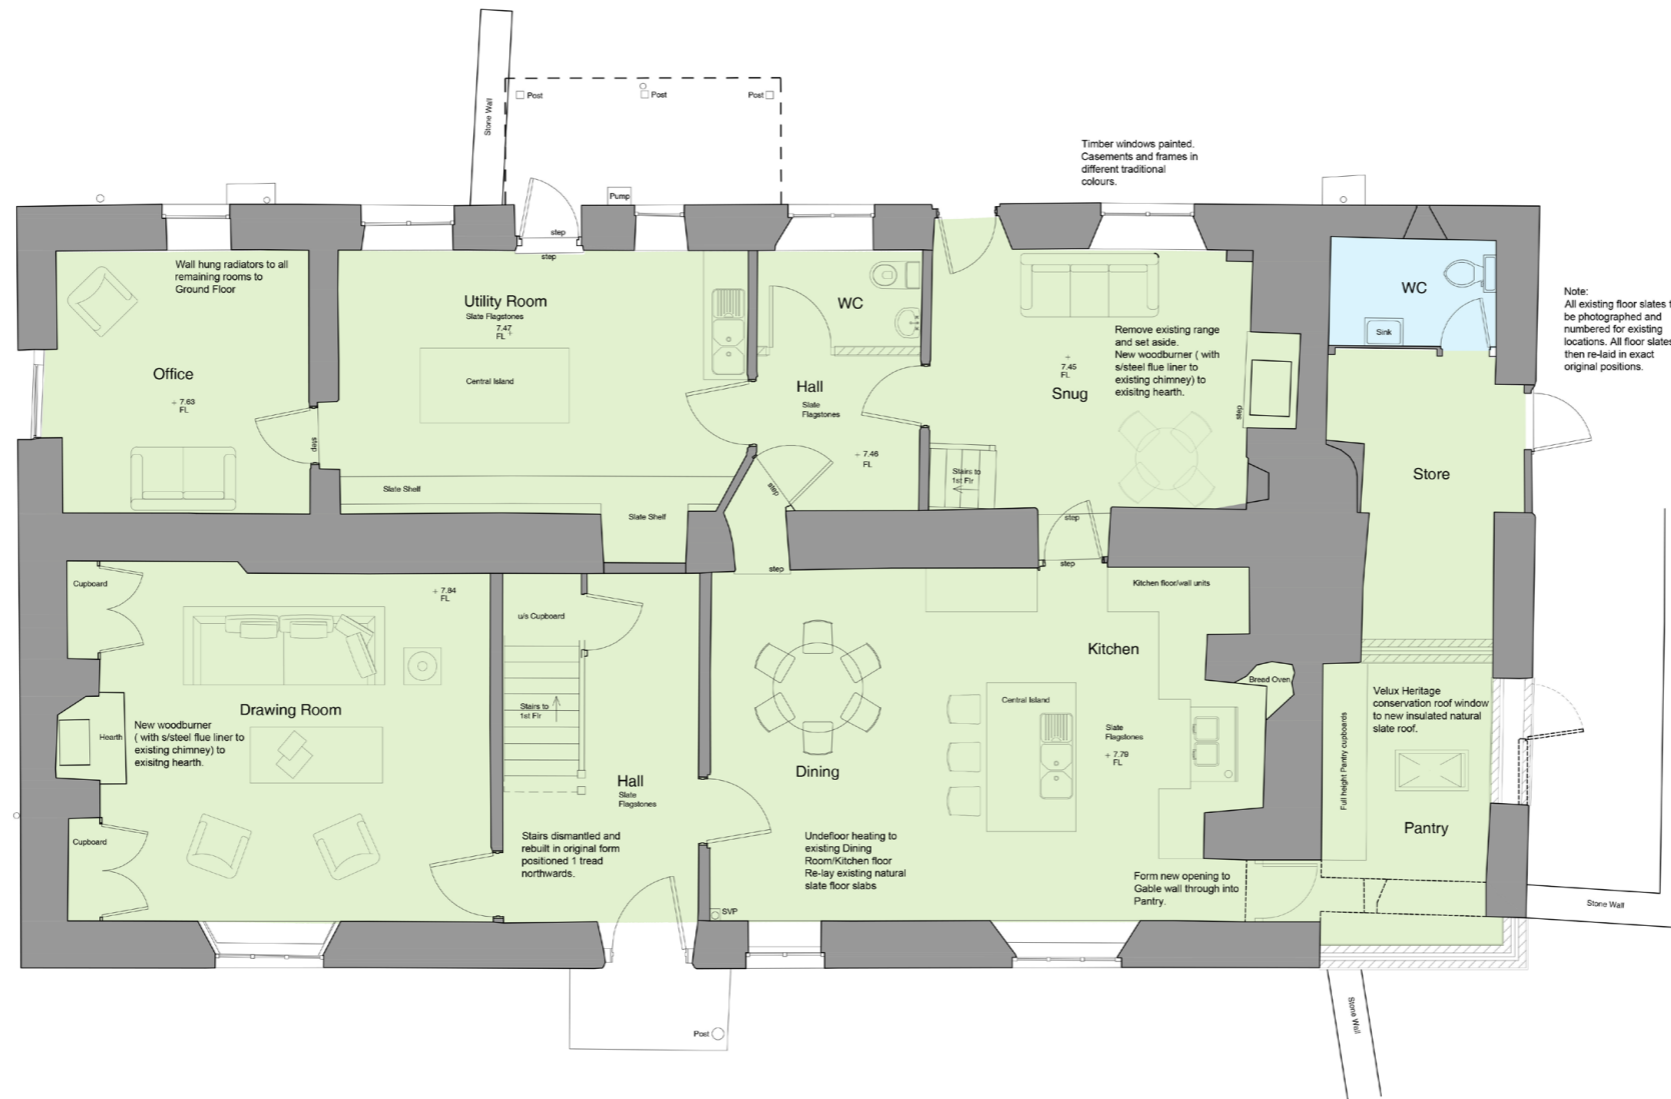 Stone Wall
Post
Post
Post
Pump
step
step
Timber windows painted.
Casements and frames in
different traditional
colours.
Wall hung radiators to all
remaining rooms to
Ground Floor
Office
+ 7.63
FL
step
Utility Room
Slate Flagstones
7.47
FL
Central Island
Slate Shelf
Slate Shelf
WC
Hall
Slate
Flagstones
+ 7.46
FL
step
step
Remove existing range
and set aside.
New woodburner ( with
s/steel flue liner to
existing chimney) to
exisitng hearth.
+
7.45
FL
Snug
step
Stairs to
1st Flr
step
step
WC
Sink
Store
Note:
All existing floor slates
be photographed and
numbered for existing
locations. All floor slates
then re-laid in exact
original positions.
Cupboard
+ 7.84
FL
Drawing Room
Hearth
New woodburner
( with s/steel flue liner to
existing chimney) to
exisitng hearth.
Cupboard
u/s Cupboard
Stairs to
1st Flr
Hall
Slate
Flagstones
Stairs dismantled and
rebuilt in original form
positioned 1 tread
northwards.
SVP
Dining
Undefloor heating to
existing Dining
Room/Kitchen floor
Re-lay existing natural
slate floor slabs
Kitchen floor/wall units
Kitchen
Central Island
Slate
Flagstones
+ 7.79
FL
Bread Oven
Form new opening to
Gable wall through into
Pantry.
Velux Heritage
conservation roof window
to new insulated natural
slate roof.
Full height Pantry cupboards
Pantry
Stone Wall
Stone Wall
Post